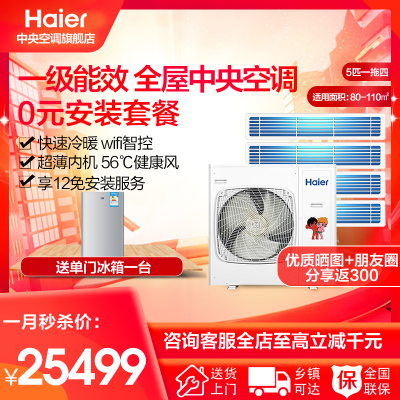 Haier
中央空调旗舰店
一级能效 全屋中央空调
0元安装套餐
5匹一拖四
适用面积：80-110㎡
快速冷暖 wifi智控
超薄内机 56℃健康风
享12免安装服务
Haier
送单门冰箱一台
优质晒图+朋友圈
分享返300
一月秒杀价：
¥25499
咨询客服全店至高立减千元
送货上门
乡镇可达
保
全国联保